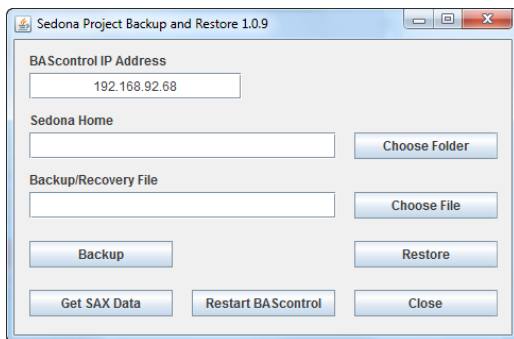 Sedona Project Backup and Restore 1.0.9
BAScontrol IP Address
192.168.92.68
Sedona Home
Choose Folder
Backup/Recovery File
Choose File
Backup
Restore
Get SAX Data
Restart BAScontrol
Close